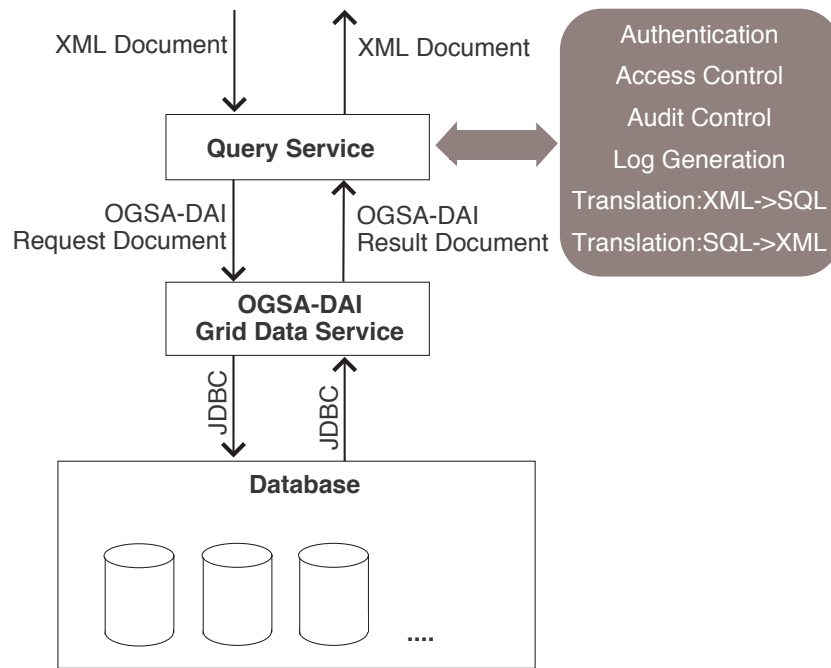 XML Document
XML Document
Authentication
Access Control
Audit Control
Log Generation
Translation:XML->SQL
Translation:SQL->XML
Query Service
OGSA-DAI
Request Document
OGSA-DAI
Result Document
OGSA-DAI
Grid Data Service
JDBC
JDBC
Database
....